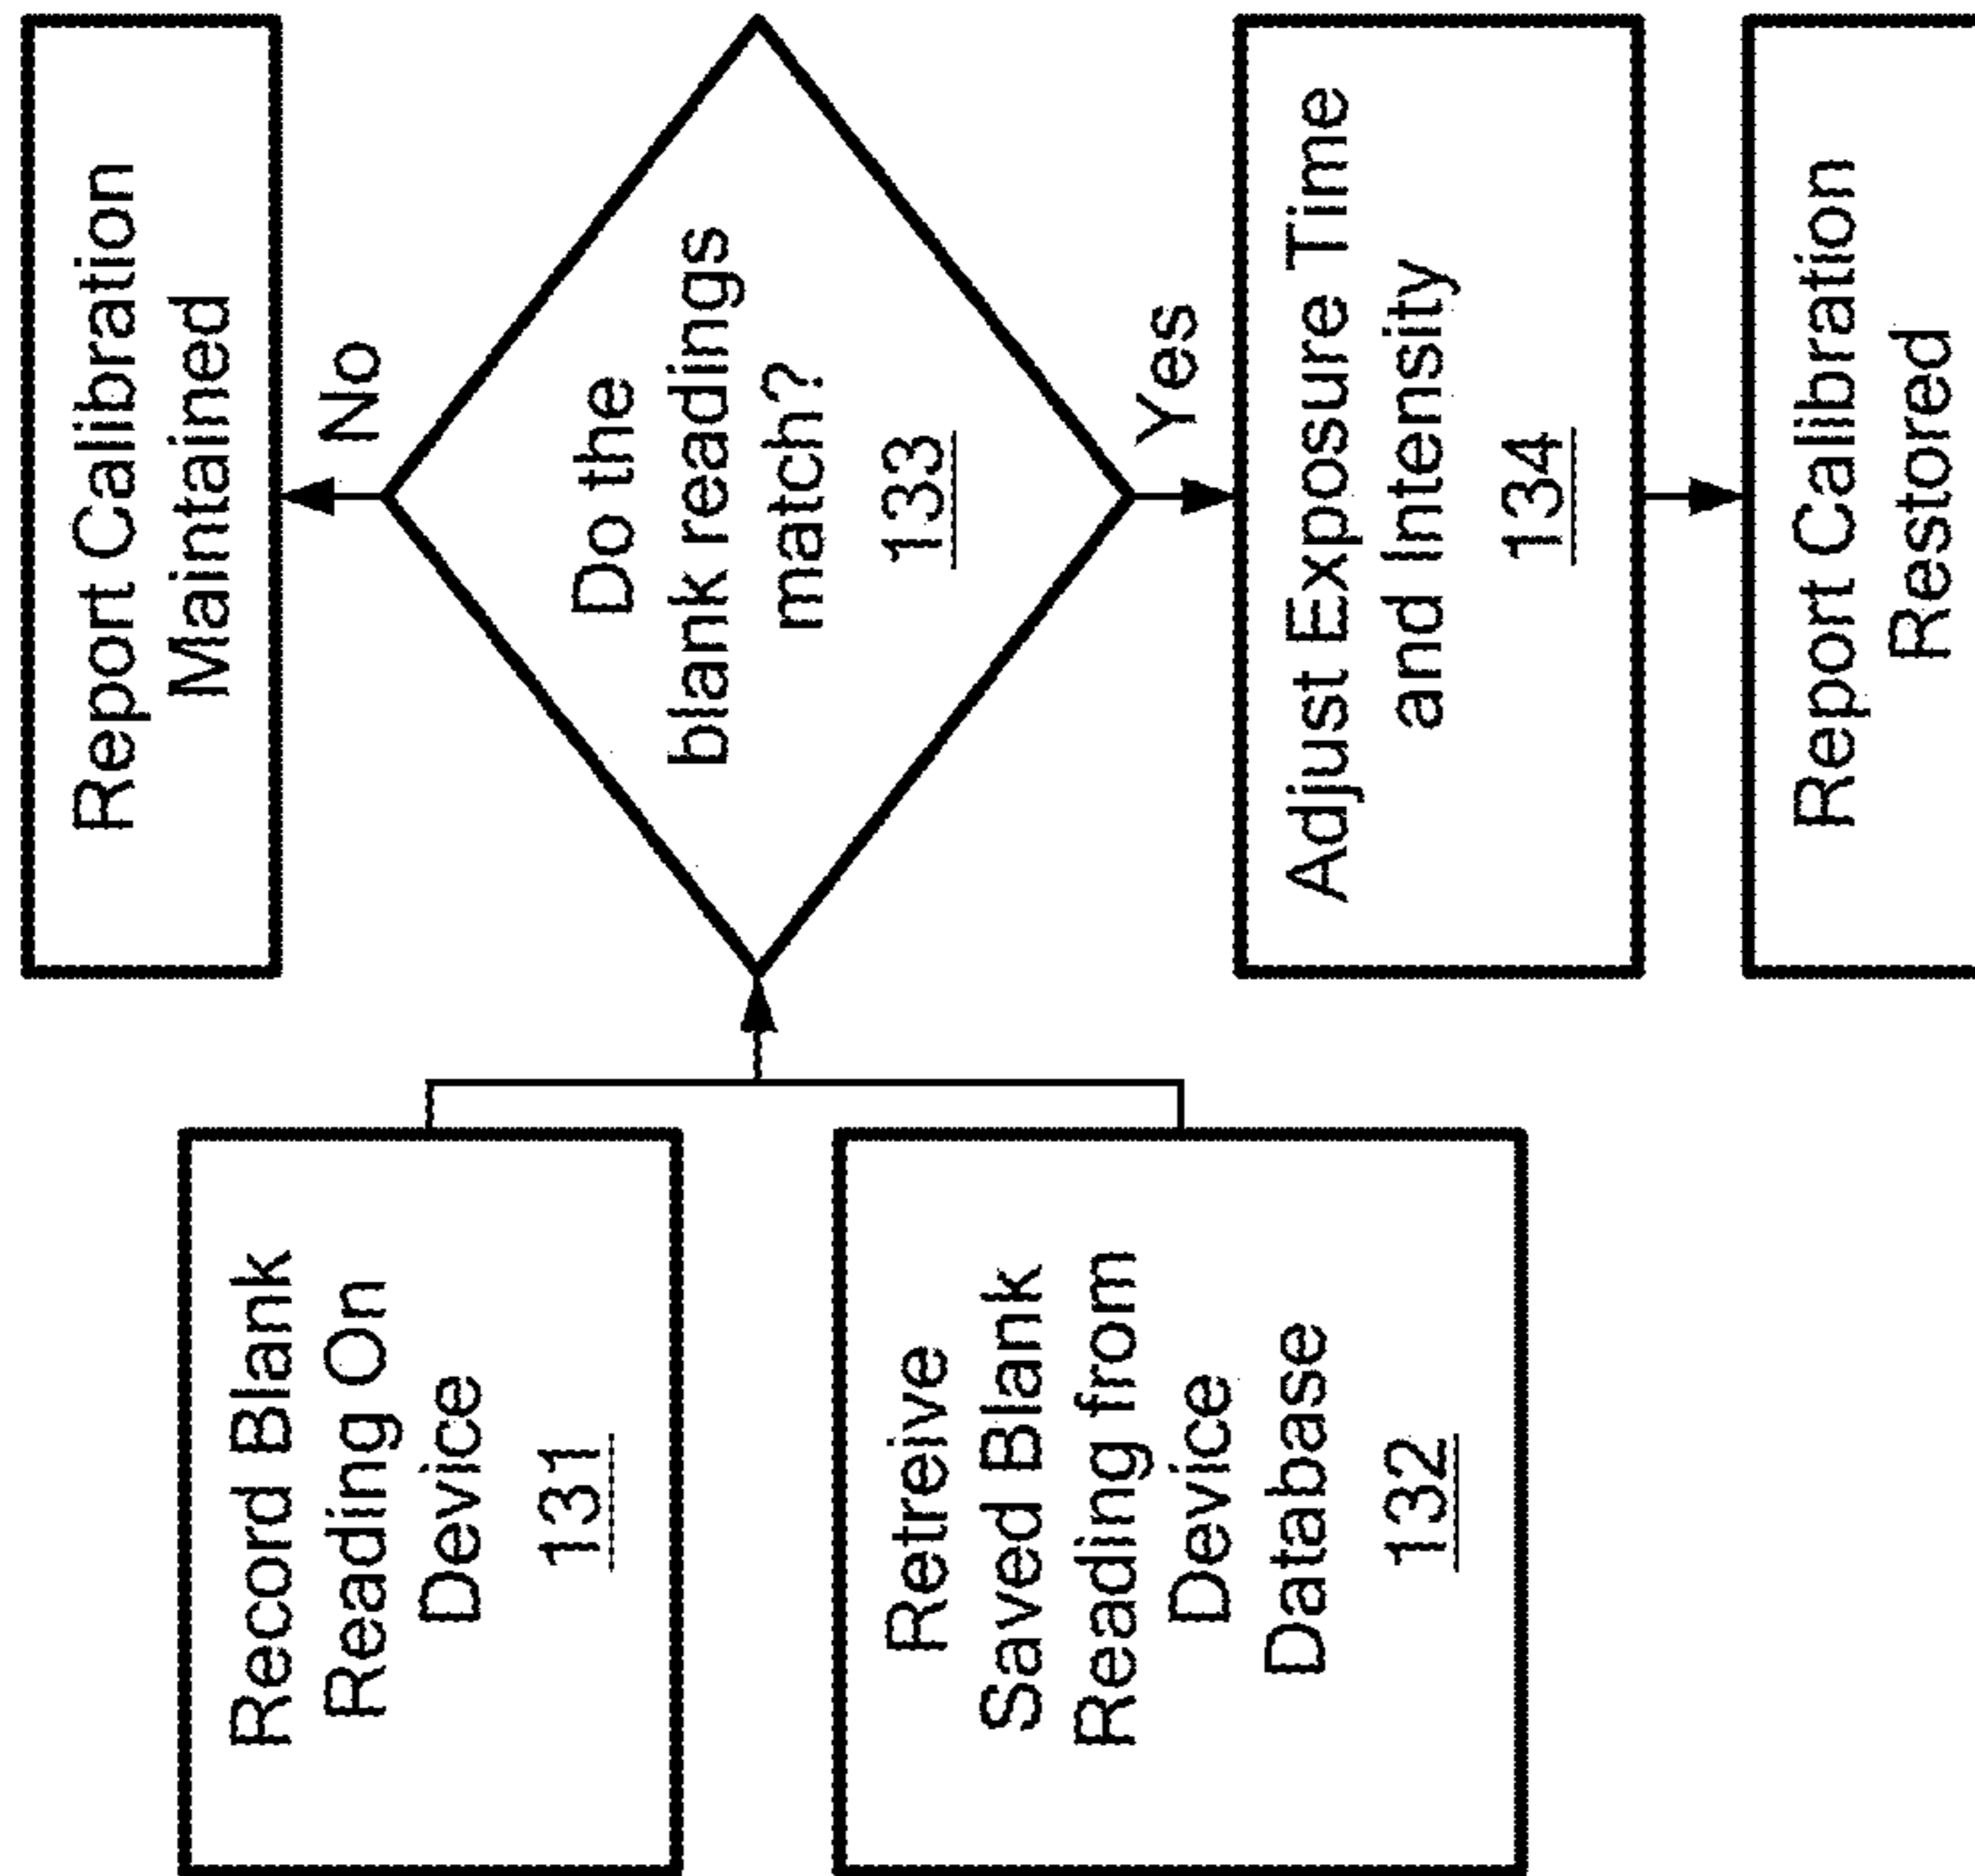 Record Blank
Reading On
Device
131
Retreive
Saved Blank
Reading from
Device
Database
132
Report Calibration
Maintained
No
Do the
blank readings
match?
133
Yes
Adjust Exposure Time
and Intensity
134
Report Calibration
Restored